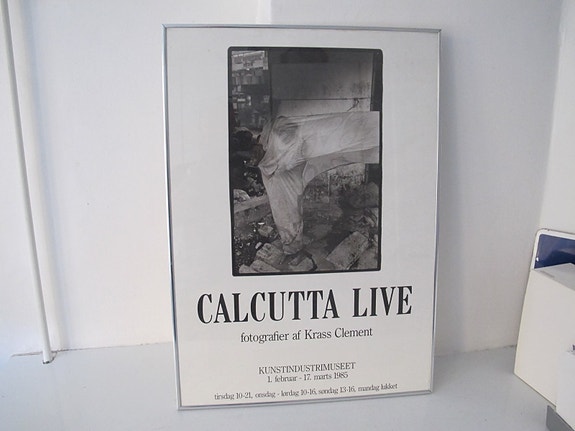 CALCUTTA LIVE
fotografier af Krass Clement
KUNSTINDUSTRIMUSEET
1. februar - 17. marts 1985
tirsdag 10-21, onsdag - lørdag 10-16, søndag 13-16, mandag lukket